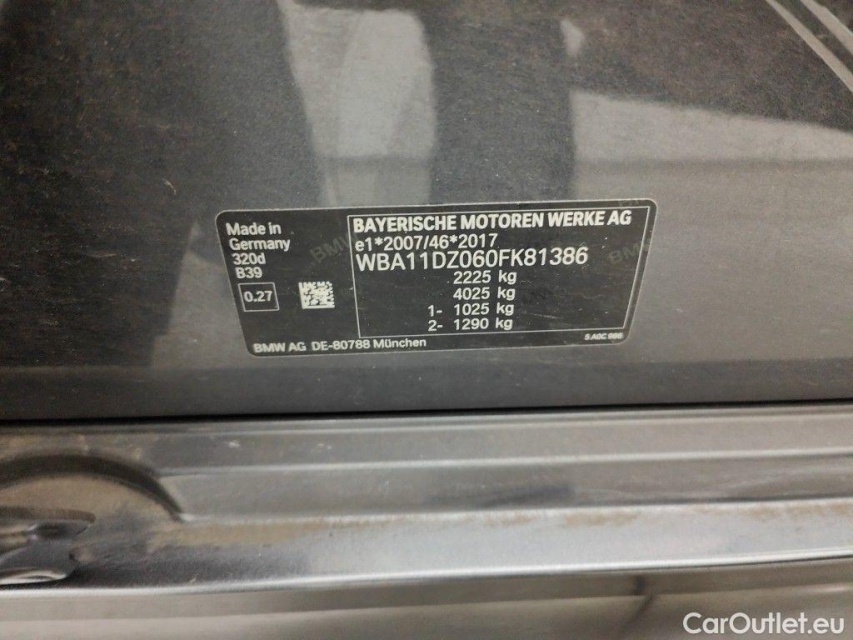 Made in
Germany
320d
B39
0.27
BAYERISCHE MOTOREN WERKE AG
e1*2007/46*2017
WBA11DZ060FK81386
2225 kg
4025 kg
1- 1025 kg
2- 1290 kg
BMW AG DE-80788 München
CarOutlet.eu